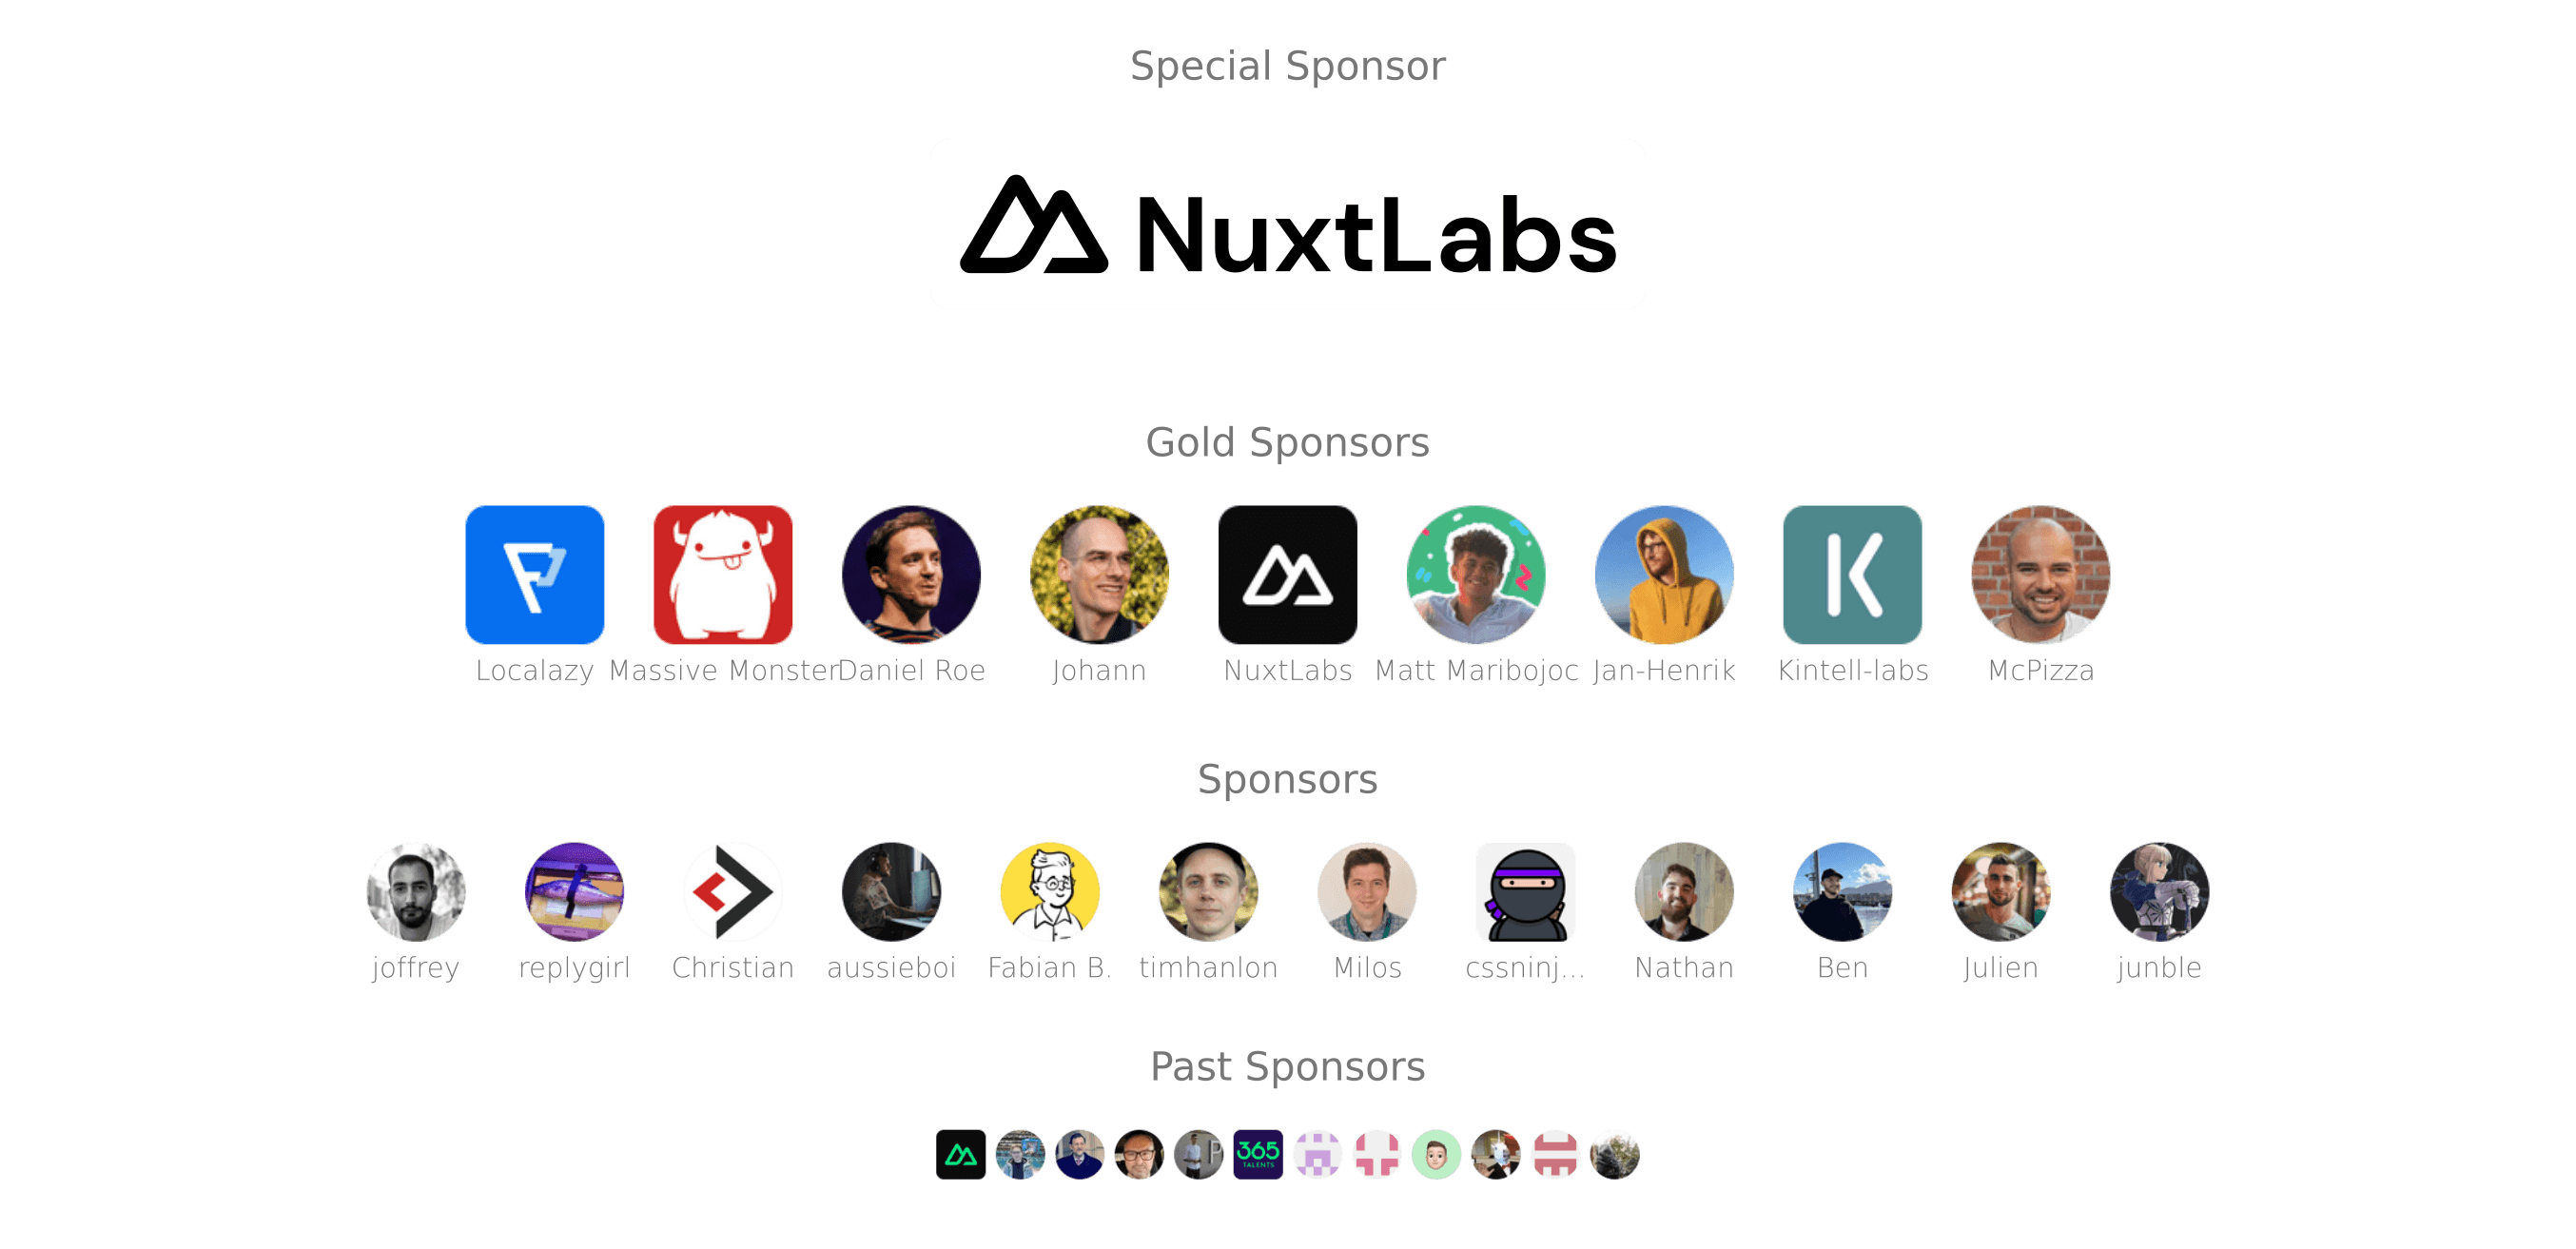 Special Sponsor
NuxtLabs
Gold Sponsors
Localazy Massive Monster Daniel Roe Johann NuxtLabs Matt Maribojoc Jan-Henrik Kintell-labs McPizza
Sponsors
joffrey replygirl Christian aussieboi Fabian B. timhanlon Milos cssninj... Nathan Ben Julien junble
Past Sponsors
P
365
TALENTS